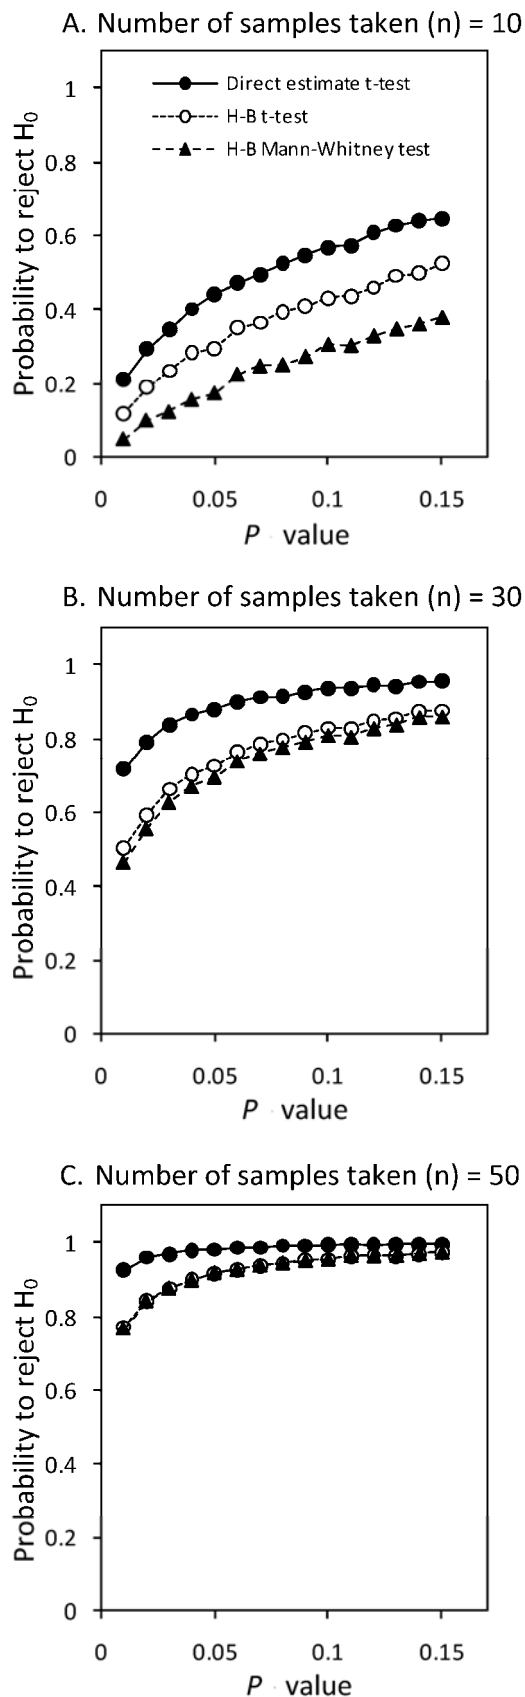 A. Number of samples taken (n) = 10
Probability to reject H₀
1
0.8
0.6
0.4
0.2
0
Direct estimate t-test
H-B t-test
H-B Mann-Whitney test
0 0.05 0.1 0.15
P value
B. Number of samples taken (n) = 30
Probability to reject H₀
1
0.8
0.6
0.4
0.2
0
0 0.05 0.1 0.15
P value
C. Number of samples taken (n) = 50
Probability to reject H₀
1
0.8
0.6
0.4
0.2
0
0 0.05 0.1 0.15
P value